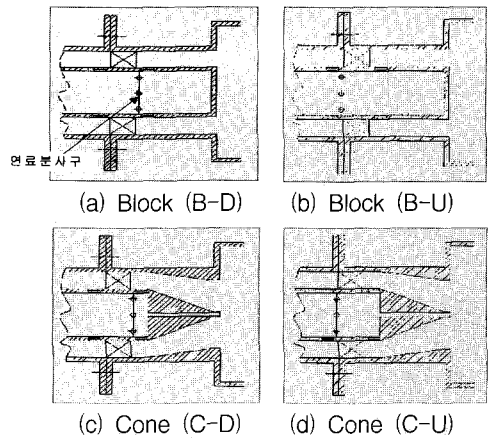 연료분사구
(a) Block (B-D)
(b) Block (B-U)
(c) Cone (C-D)
(d) Cone (C-U)